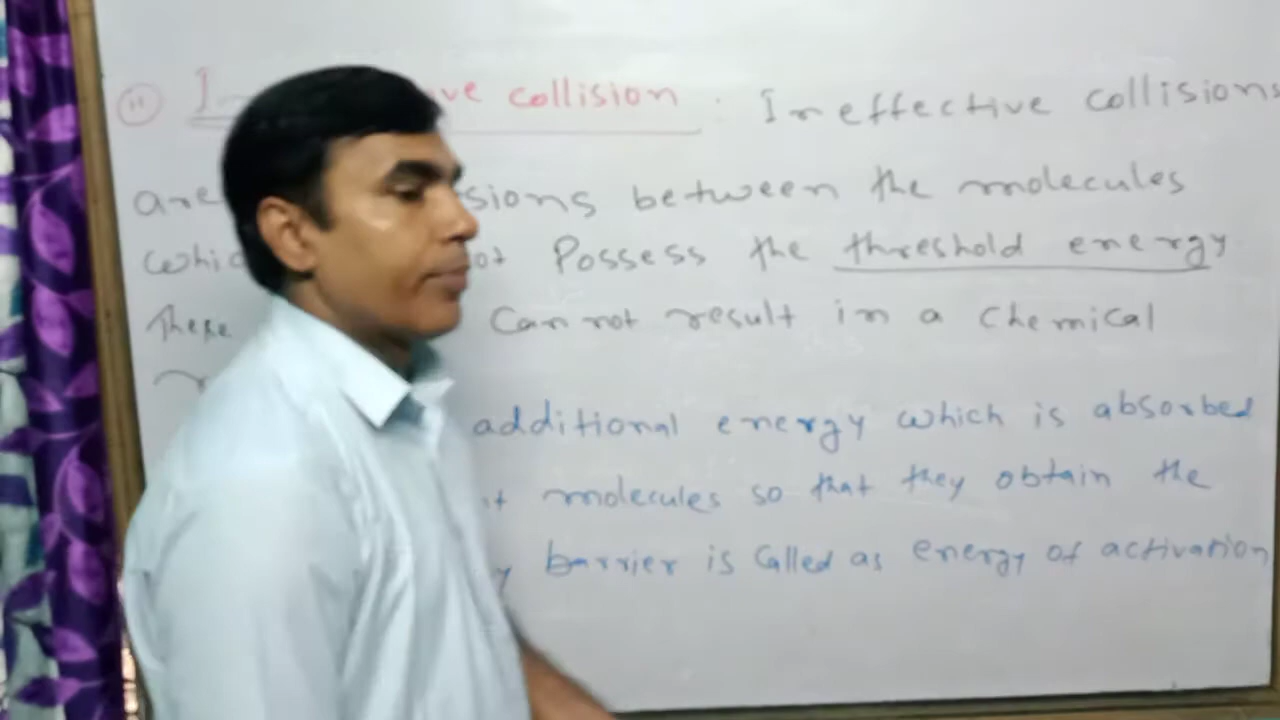 (ii) ve collision . Ineffective collisions
are sions between the molecules
whic ot Possess the threshold energy
These Can not result in a chemical
additional energy which is absorbed
molecules so that they obtain the
y barrier is Called as energy of activation